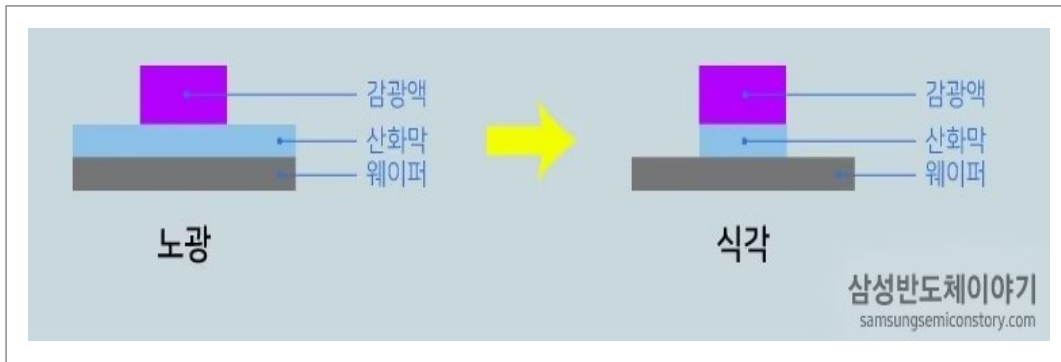 감광액
산화막
웨이퍼
노광
감광액
산화막
웨이퍼
식각
삼성반도체이야기
samsungsemiconstory.com